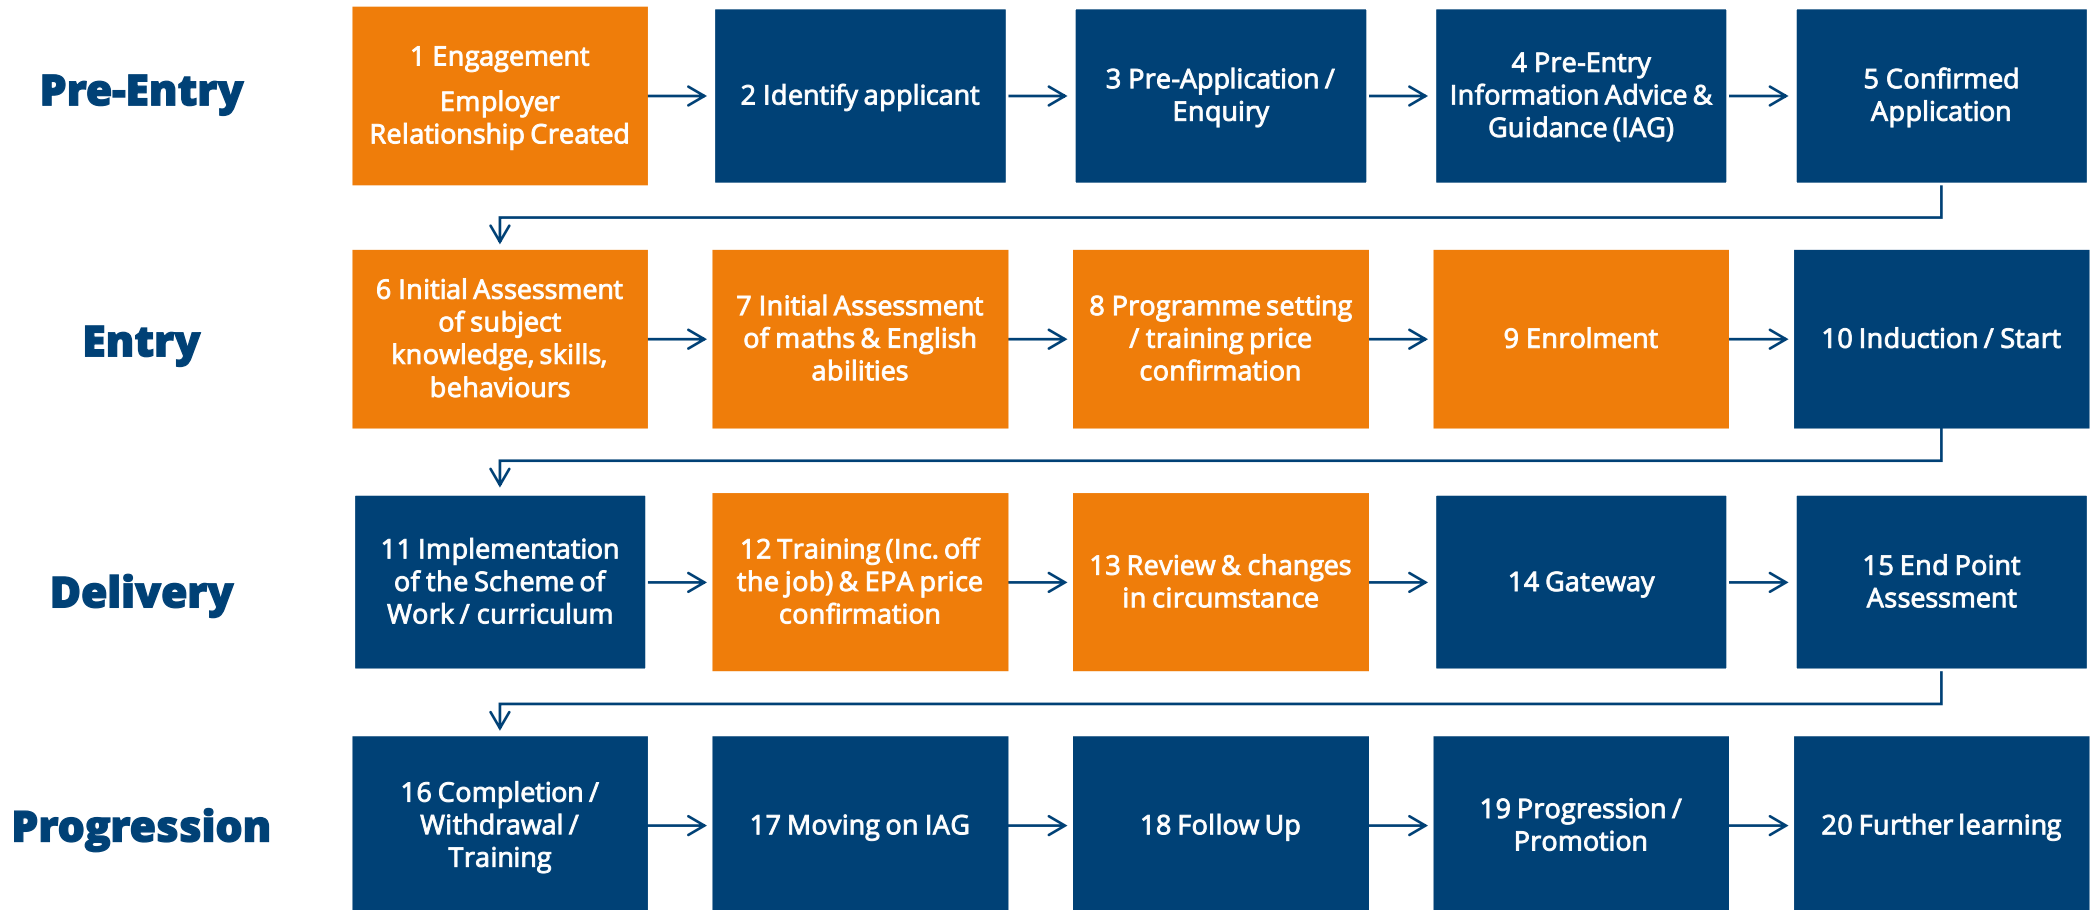 Pre-Entry
1 Engagement
Employer
Relationship Created
2 Identify applicant
3 Pre-Application /
Enquiry
4 Pre-Entry
Information Advice &
Guidance (IAG)
5 Confirmed
Application
Entry
6 Initial Assessment
of subject
knowledge, skills,
behaviours
7 Initial Assessment
of maths & English
abilities
8 Programme setting
/ training price
confirmation
9 Enrolment
10 Induction / Start
Delivery
11 Implementation
of the Scheme of
Work / curriculum
12 Training (Inc. off
the job) & EPA price
confirmation
13 Review & changes
in circumstance
14 Gateway
15 End Point
Assessment
Progression
16 Completion /
Withdrawal /
Training
17 Moving on IAG
18 Follow Up
19 Progression /
Promotion
20 Further learning